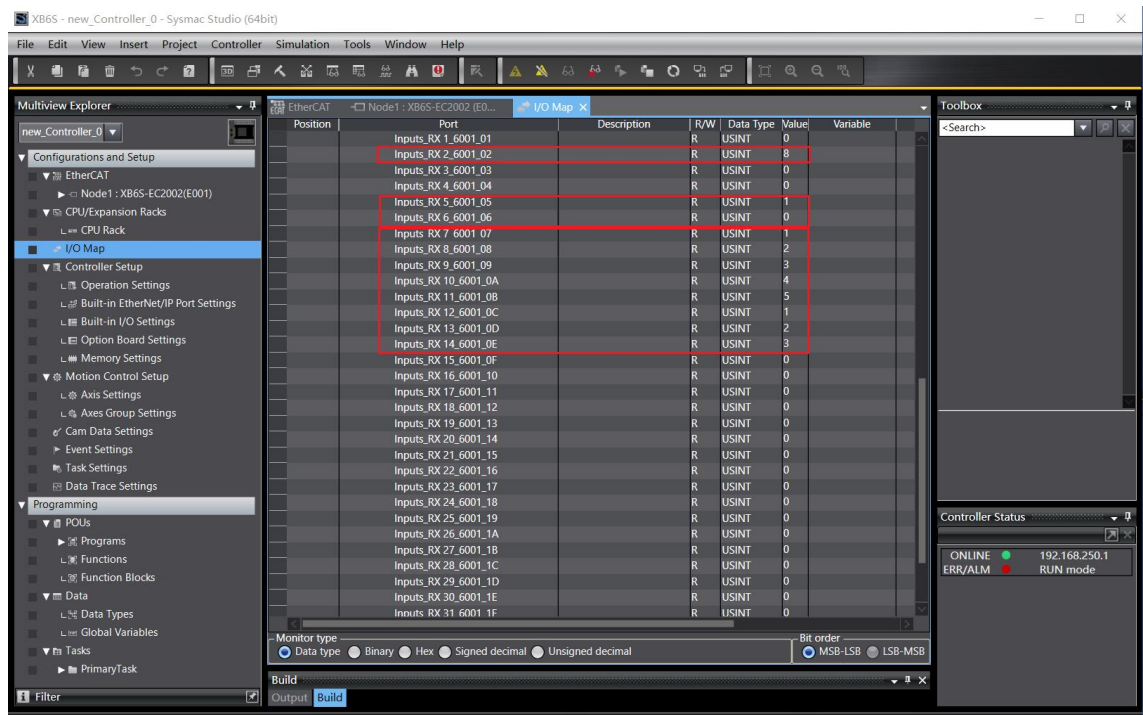 XB6S - new_Controller_0 - Sysmac Studio (64bit)
File Edit View Insert Project Controller Simulation Tools Window Help
Multiview Explorer
new_Controller_0
Configurations and Setup
EtherCAT
Node1 : XB6S-EC2002(E001)
CPU/Expansion Racks
CPU Rack
I/O Map
Controller Setup
Operation Settings
Built-in EtherNet/IP Port Settings
Built-in I/O Settings
Option Board Settings
Memory Settings
Motion Control Setup
Axis Settings
Axes Group Settings
Cam Data Settings
Event Settings
Task Settings
Data Trace Settings
Programming
POUs
Programs
Functions
Function Blocks
Data
Data Types
Global Variables
Tasks
PrimaryTask
Filter
EtherCAT Node1 : XB6S-EC2002 (E0... I/O Map
Position Port Description R/W Data Type Value Variable
Inputs_RX 1_6001_01 R USINT 0
Inputs_RX 2_6001_02 R USINT 8
Inputs_RX 3_6001_03 R USINT 0
Inputs_RX 4_6001_04 R USINT 0
Inputs_RX 5_6001_05 R USINT 1
Inputs_RX 6_6001_06 R USINT 0
Inputs_RX 7_6001_07 R USINT 1
Inputs_RX 8_6001_08 R USINT 2
Inputs_RX 9_6001_09 R USINT 3
Inputs_RX 10_6001_0A R USINT 4
Inputs_RX 11_6001_0B R USINT 5
Inputs_RX 12_6001_0C R USINT 1
Inputs_RX 13_6001_0D R USINT 2
Inputs_RX 14_6001_0E R USINT 3
Inputs_RX 15_6001_0F R USINT 0
Inputs_RX 16_6001_10 R USINT 0
Inputs_RX 17_6001_11 R USINT 0
Inputs_RX 18_6001_12 R USINT 0
Inputs_RX 19_6001_13 R USINT 0
Inputs_RX 20_6001_14 R USINT 0
Inputs_RX 21_6001_15 R USINT 0
Inputs_RX 22_6001_16 R USINT 0
Inputs_RX 23_6001_17 R USINT 0
Inputs_RX 24_6001_18 R USINT 0
Inputs_RX 25_6001_19 R USINT 0
Inputs_RX 26_6001_1A R USINT 0
Inputs_RX 27_6001_1B R USINT 0
Inputs_RX 28_6001_1C R USINT 0
Inputs_RX 29_6001_1D R USINT 0
Inputs_RX 30_6001_1E R USINT 0
Inputs_RX 31_6001_1F R USINT 0
Monitor type Bit order
Data type Binary Hex Signed decimal Unsigned decimal MSB-LSB LSB-MSB
Build
Output Build
Toolbox
<Search>
Controller Status
ONLINE 192.168.250.1
ERR/ALM RUN mode